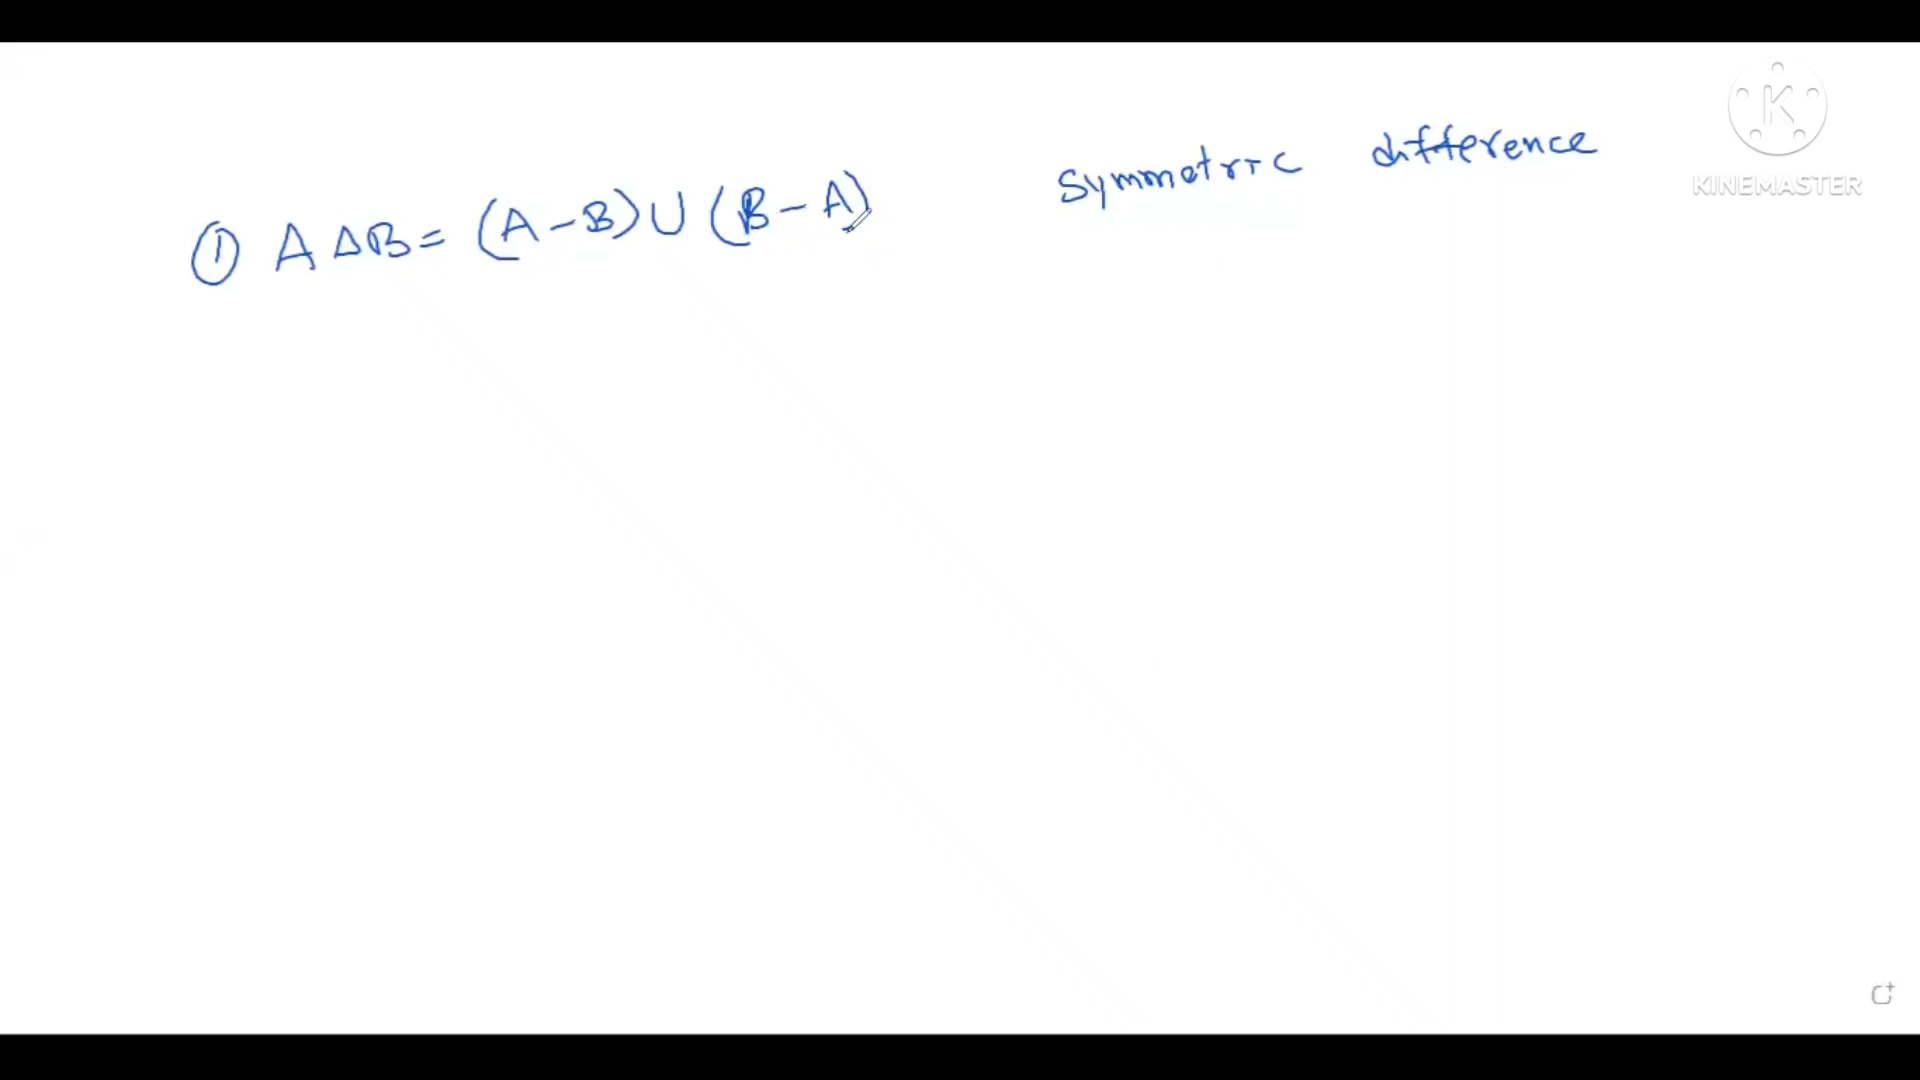 Symmetric difference
① A Δ B = (A - B) ∪ (B - A)
KINEMASTER